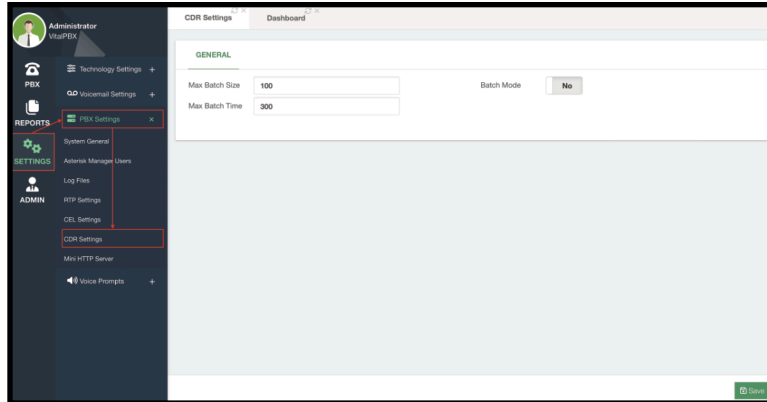 Administrator
VitalPBX
PBX
REPORTS
SETTINGS
ADMIN
Technology Settings +
Voicemail Settings +
PBX Settings ×
System General
Asterisk Manager Users
Log Files
RTP Settings
CEL Settings
CDR Settings
Mini HTTP Server
Voice Prompts +
CDR Settings
Dashboard
GENERAL
Max Batch Size 100
Batch Mode No
Max Batch Time 300
Save